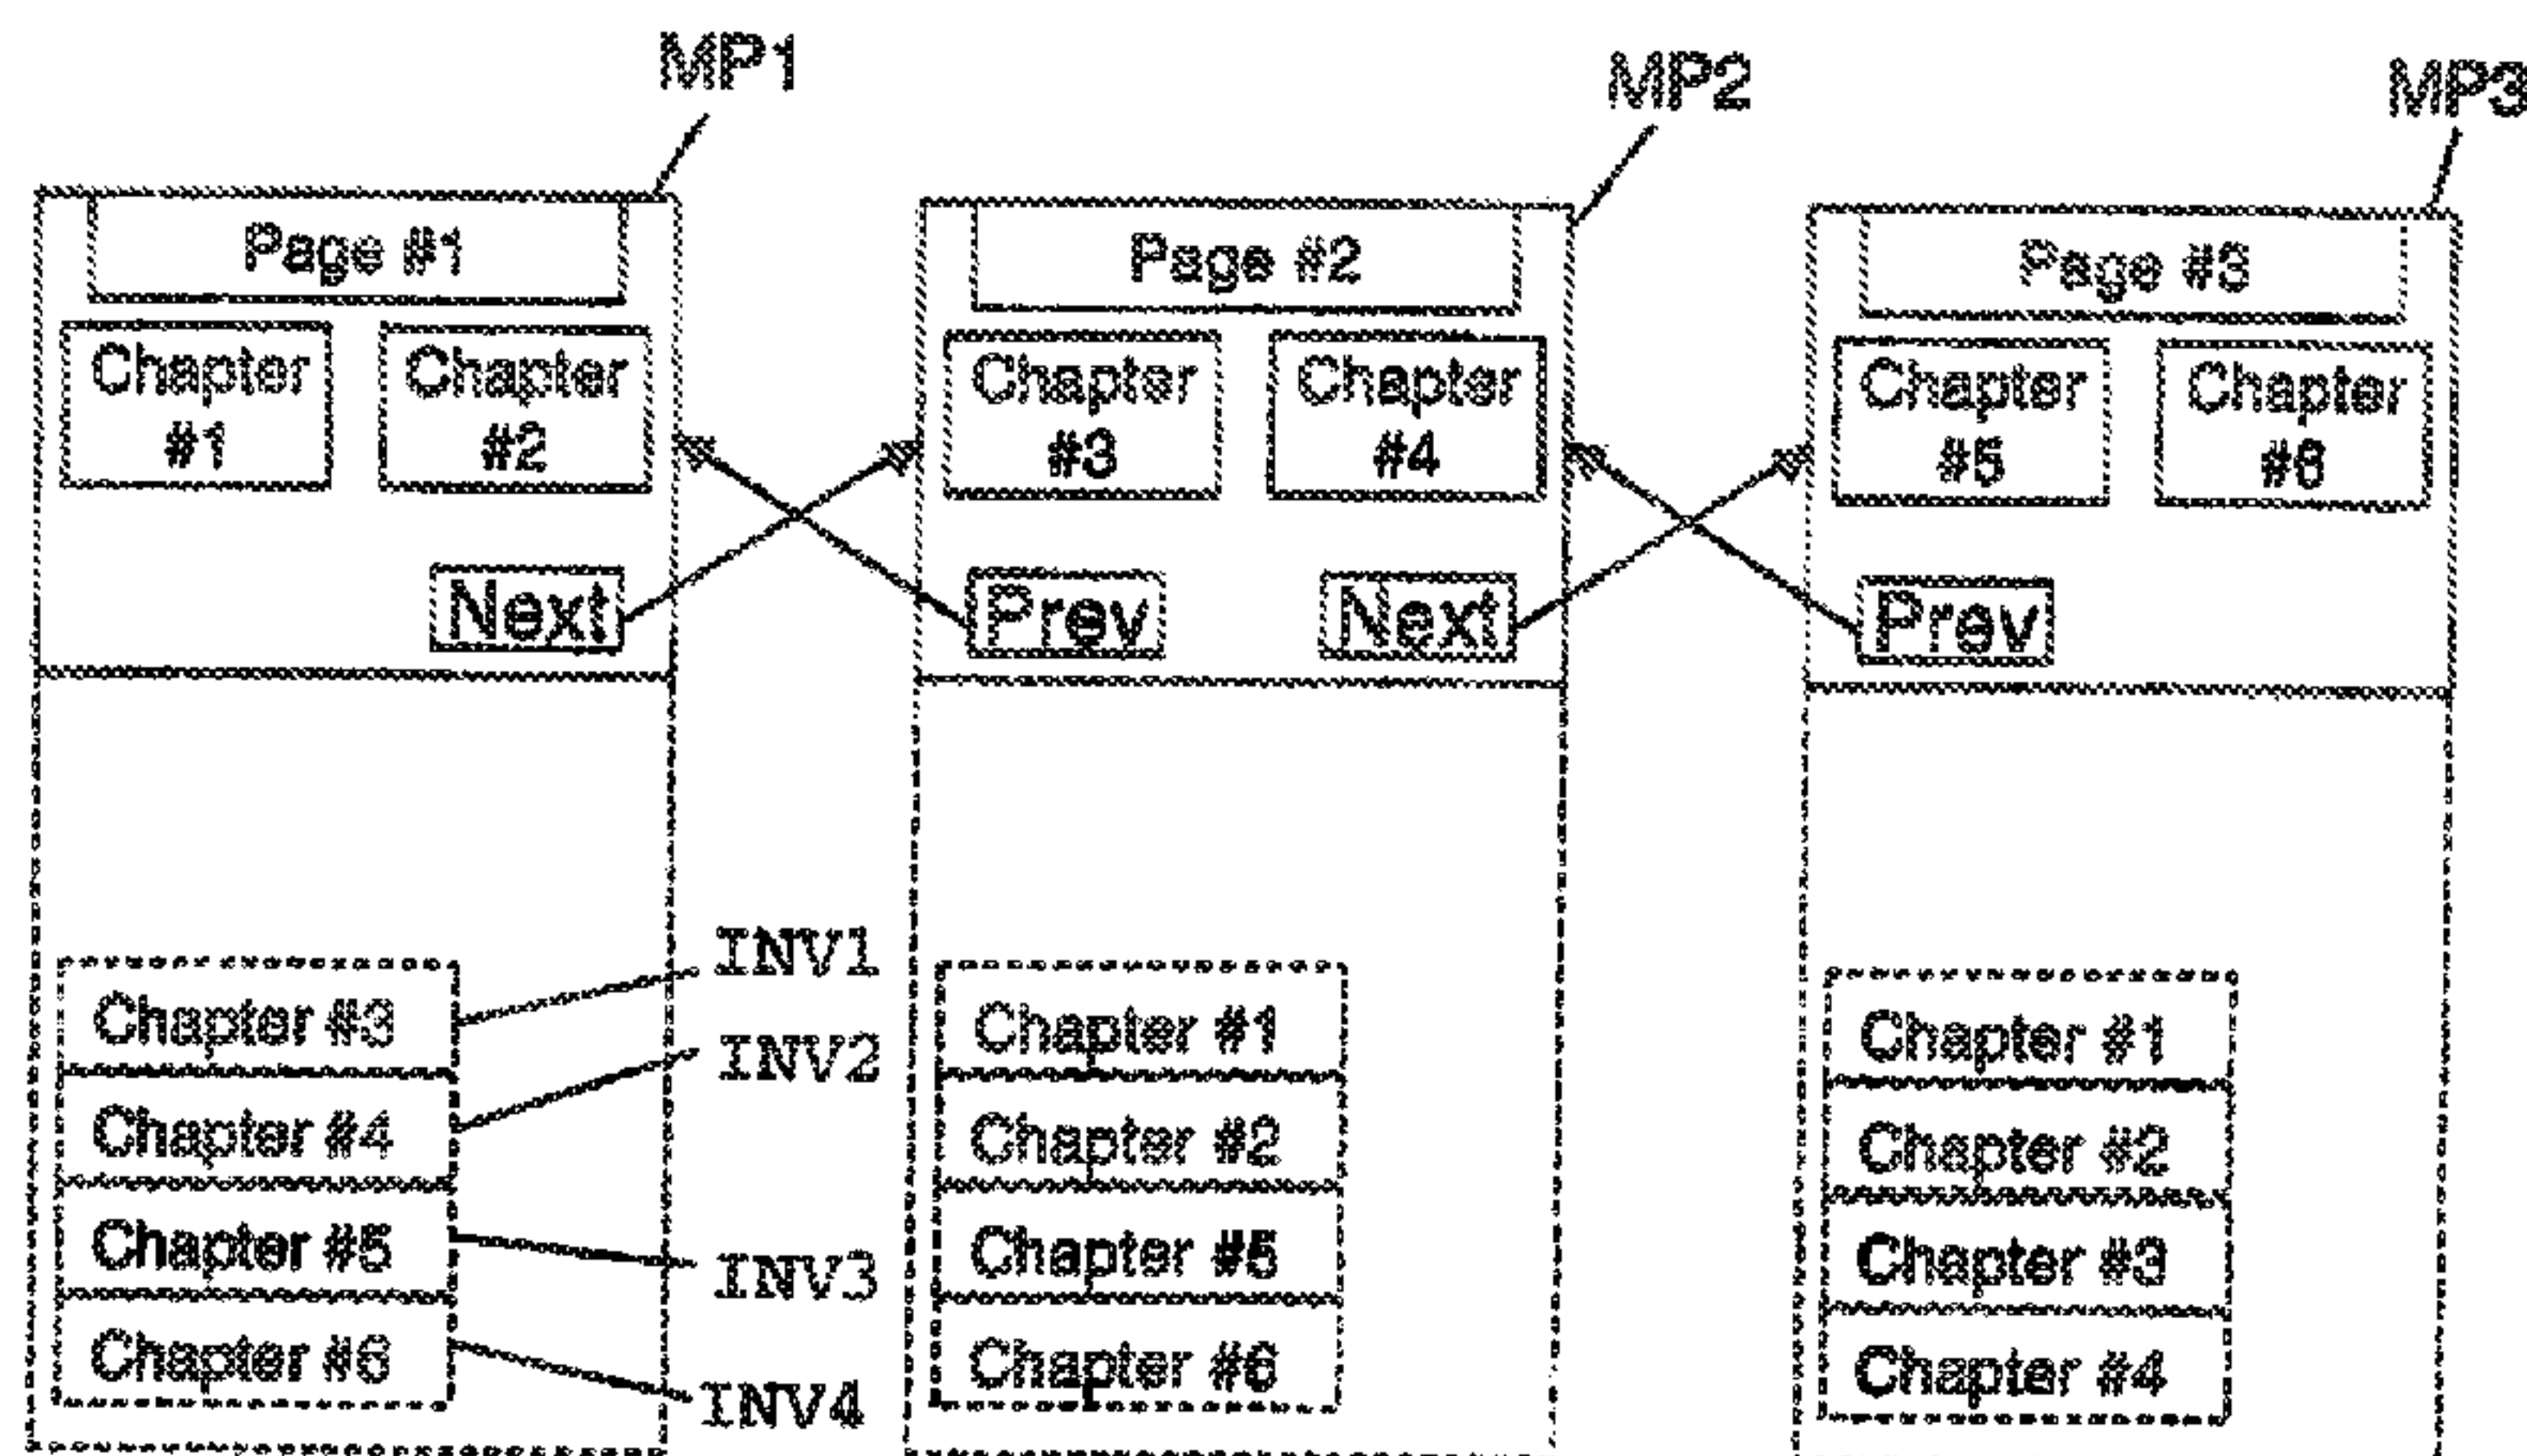 MP1
MP2
MP3
Page #1
Chapter
#1
Chapter
#2
Next
Page #2
Chapter
#3
Chapter
#4
Prev
Next
Page #3
Chapter
#5
Chapter
#6
Prev
Chapter #3
Chapter #4
Chapter #5
Chapter #6
INV1
INV2
INV3
INV4
Chapter #1
Chapter #2
Chapter #5
Chapter #6
Chapter #1
Chapter #2
Chapter #3
Chapter #4